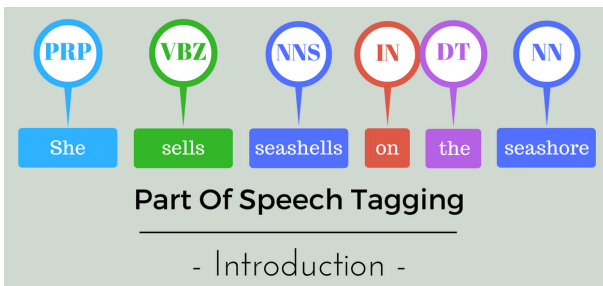 PRP VBZ NNS IN DT NN
She sells seashells on the seashore
Part Of Speech Tagging
- Introduction -